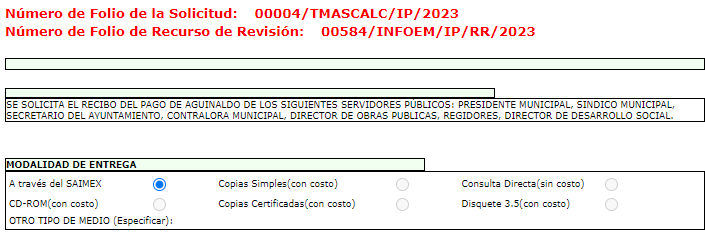 Número de Folio de la Solicitud: 00004/TMASCALC/IP/2023
Número de Folio de Recurso de Revisión: 00584/INFOEM/IP/RR/2023
SE SOLICITA EL RECIBO DEL PAGO DE AGUINALDO DE LOS SIGUIENTES SERVIDORES PUBLICOS: PRESIDENTE MUNICIPAL, SINDICO MUNICIPAL,
SECRETARIO DEL AYUNTAMIENTO, CONTRALORA MUNICIPAL, DIRECTOR DE OBRAS PUBLICAS, REGIDORES, DIRECTOR DE DESARROLLO SOCIAL.
MODALIDAD DE ENTREGA
A través del SAIMEX Copias Simples(con costo) Consulta Directa(sin costo)
CD-ROM(con costo) Copias Certificadas(con costo) Disquete 3.5(con costo)
OTRO TIPO DE MEDIO (Especificar):